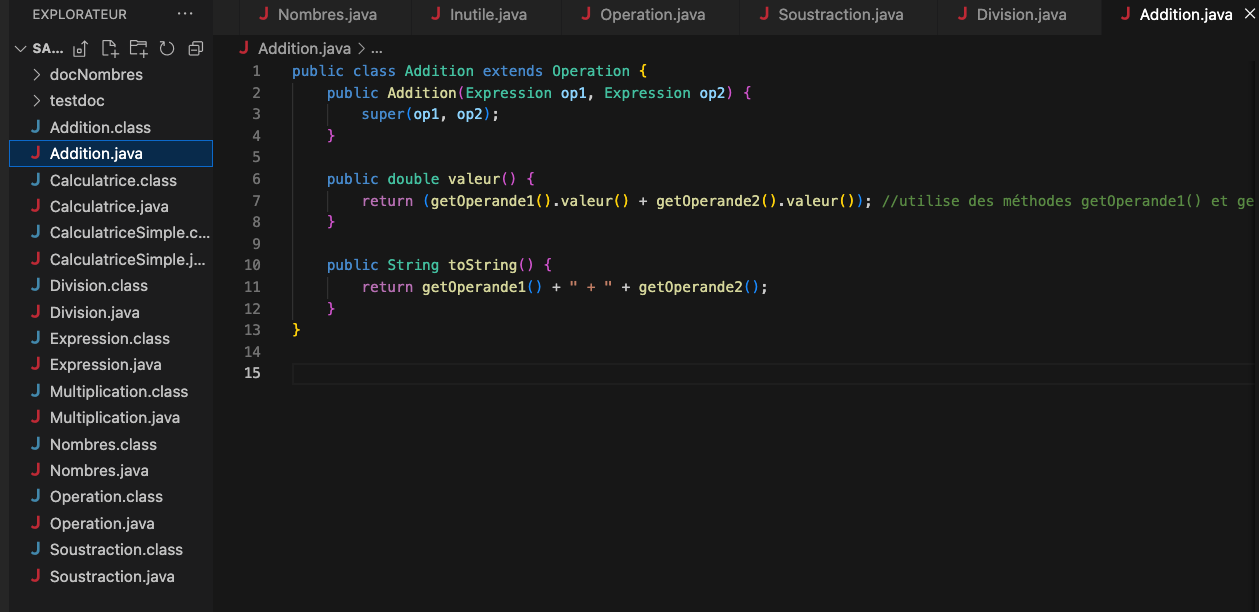 EXPLORATEUR ...
Nombres.java
Inutile.java
Operation.java
Soustraction.java
Division.java
Addition.java
SA...
Addition.java > ...
docNombres
testdoc
Addition.class
Addition.java
Calculatrice.class
Calculatrice.java
CalculatriceSimple.c...
CalculatriceSimple.j...
Division.class
Division.java
Expression.class
Expression.java
Multiplication.class
Multiplication.java
Nombres.class
Nombres.java
Operation.class
Operation.java
Soustraction.class
Soustraction.java
1 public class Addition extends Operation {
2 public Addition(Expression op1, Expression op2) {
3 super(op1, op2);
4 }
5
6 public double valeur() {
7 return (getOperande1().valeur() + getOperande2().valeur()); //utilise des méthodes getOperande1() et ge
8 }
9
10 public String toString() {
11 return getOperande1() + " + " + getOperande2();
12 }
13 }
14
15